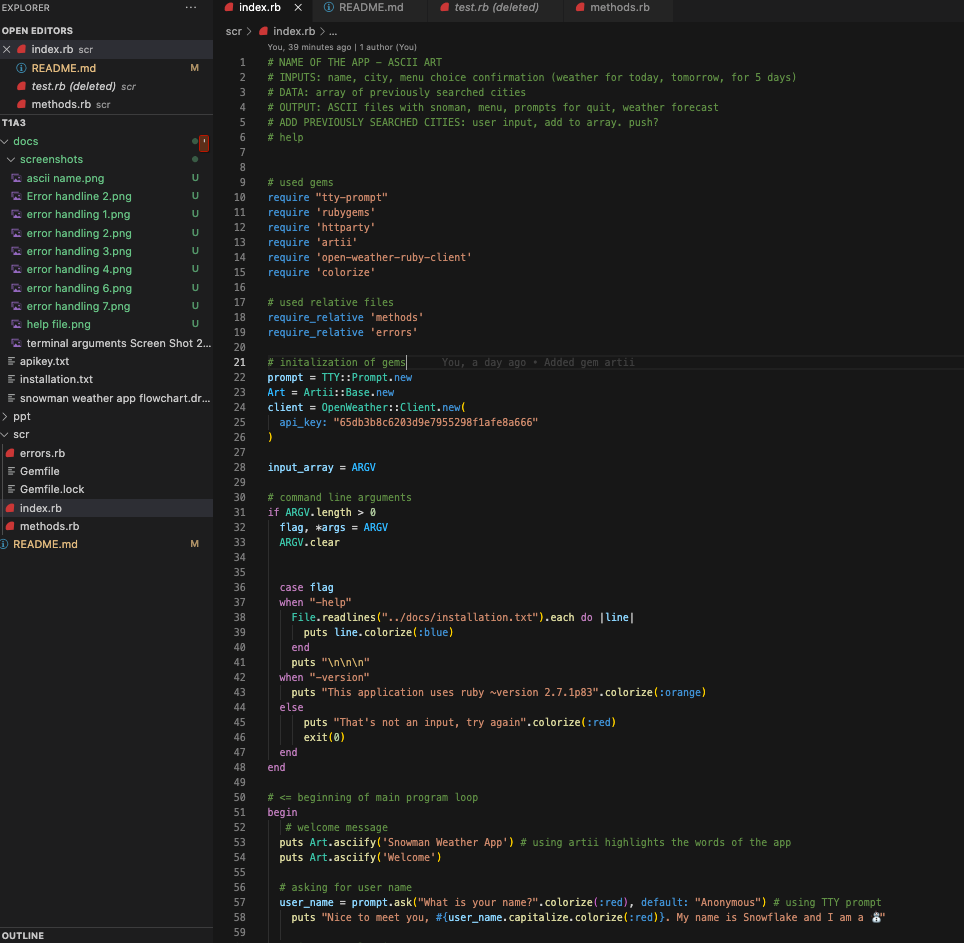 EXPLORER
...
OPEN EDITORS
index.rb scr
README.md M
test.rb (deleted) scr
methods.rb scr
T1A3
docs
screenshots
ascii name.png U
Error handline 2.png U
error handling 1.png U
error handling 2.png U
error handling 3.png U
error handling 4.png U
error handling 6.png U
error handling 7.png U
help file.png U
terminal arguments Screen Shot 2...
apikey.txt
installation.txt
snowman weather app flowchart.dr...
ppt
scr
errors.rb
Gemfile
Gemfile.lock
index.rb
methods.rb
README.md M
OUTLINE
index.rb README.md test.rb (deleted) methods.rb
scr > index.rb > ...
You, 39 minutes ago | 1 author (You)
1 # NAME OF THE APP – ASCII ART
2 # INPUTS: name, city, menu choice confirmation (weather for today, tomorrow, for 5 days)
3 # DATA: array of previously searched cities
4 # OUTPUT: ASCII files with snoman, menu, prompts for quit, weather forecast
5 # ADD PREVIOUSLY SEARCHED CITIES: user input, add to array. push?
6 # help
7
8
9 # used gems
10 require "tty-prompt"
11 require 'rubygems'
12 require 'httparty'
13 require 'artii'
14 require 'open-weather-ruby-client'
15 require 'colorize'
16
17 # used relative files
18 require_relative 'methods'
19 require_relative 'errors'
20
21 # initalization of gems You, a day ago • Added gem artii
22 prompt = TTY::Prompt.new
23 Art = Artii::Base.new
24 client = OpenWeather::Client.new(
25 api_key: "65db3b8c6203d9e7955298f1afe8a666"
26 )
27
28 input_array = ARGV
29
30 # command line arguments
31 if ARGV.length > 0
32 flag, *args = ARGV
33 ARGV.clear
34
35
36 case flag
37 when "-help"
38 File.readlines("../docs/installation.txt").each do |line|
39 puts line.colorize(:blue)
40 end
41 puts "\n\n\n"
42 when "-version"
43 puts "This application uses ruby ~version 2.7.1p83".colorize(:orange)
44 else
45 puts "That's not an input, try again".colorize(:red)
46 exit(0)
47 end
48 end
49
50 # <= beginning of main program loop
51 begin
52 # welcome message
53 puts Art.asciify('Snowman Weather App') # using artii highlights the words of the app
54 puts Art.asciify('Welcome')
55
56 # asking for user name
57 user_name = prompt.ask("What is your name?".colorize(:red), default: "Anonymous") # using TTY prompt
58 puts "Nice to meet you, #{user_name.capitalize.colorize(:red)}. My name is Snowflake and I am a ☃️"
59